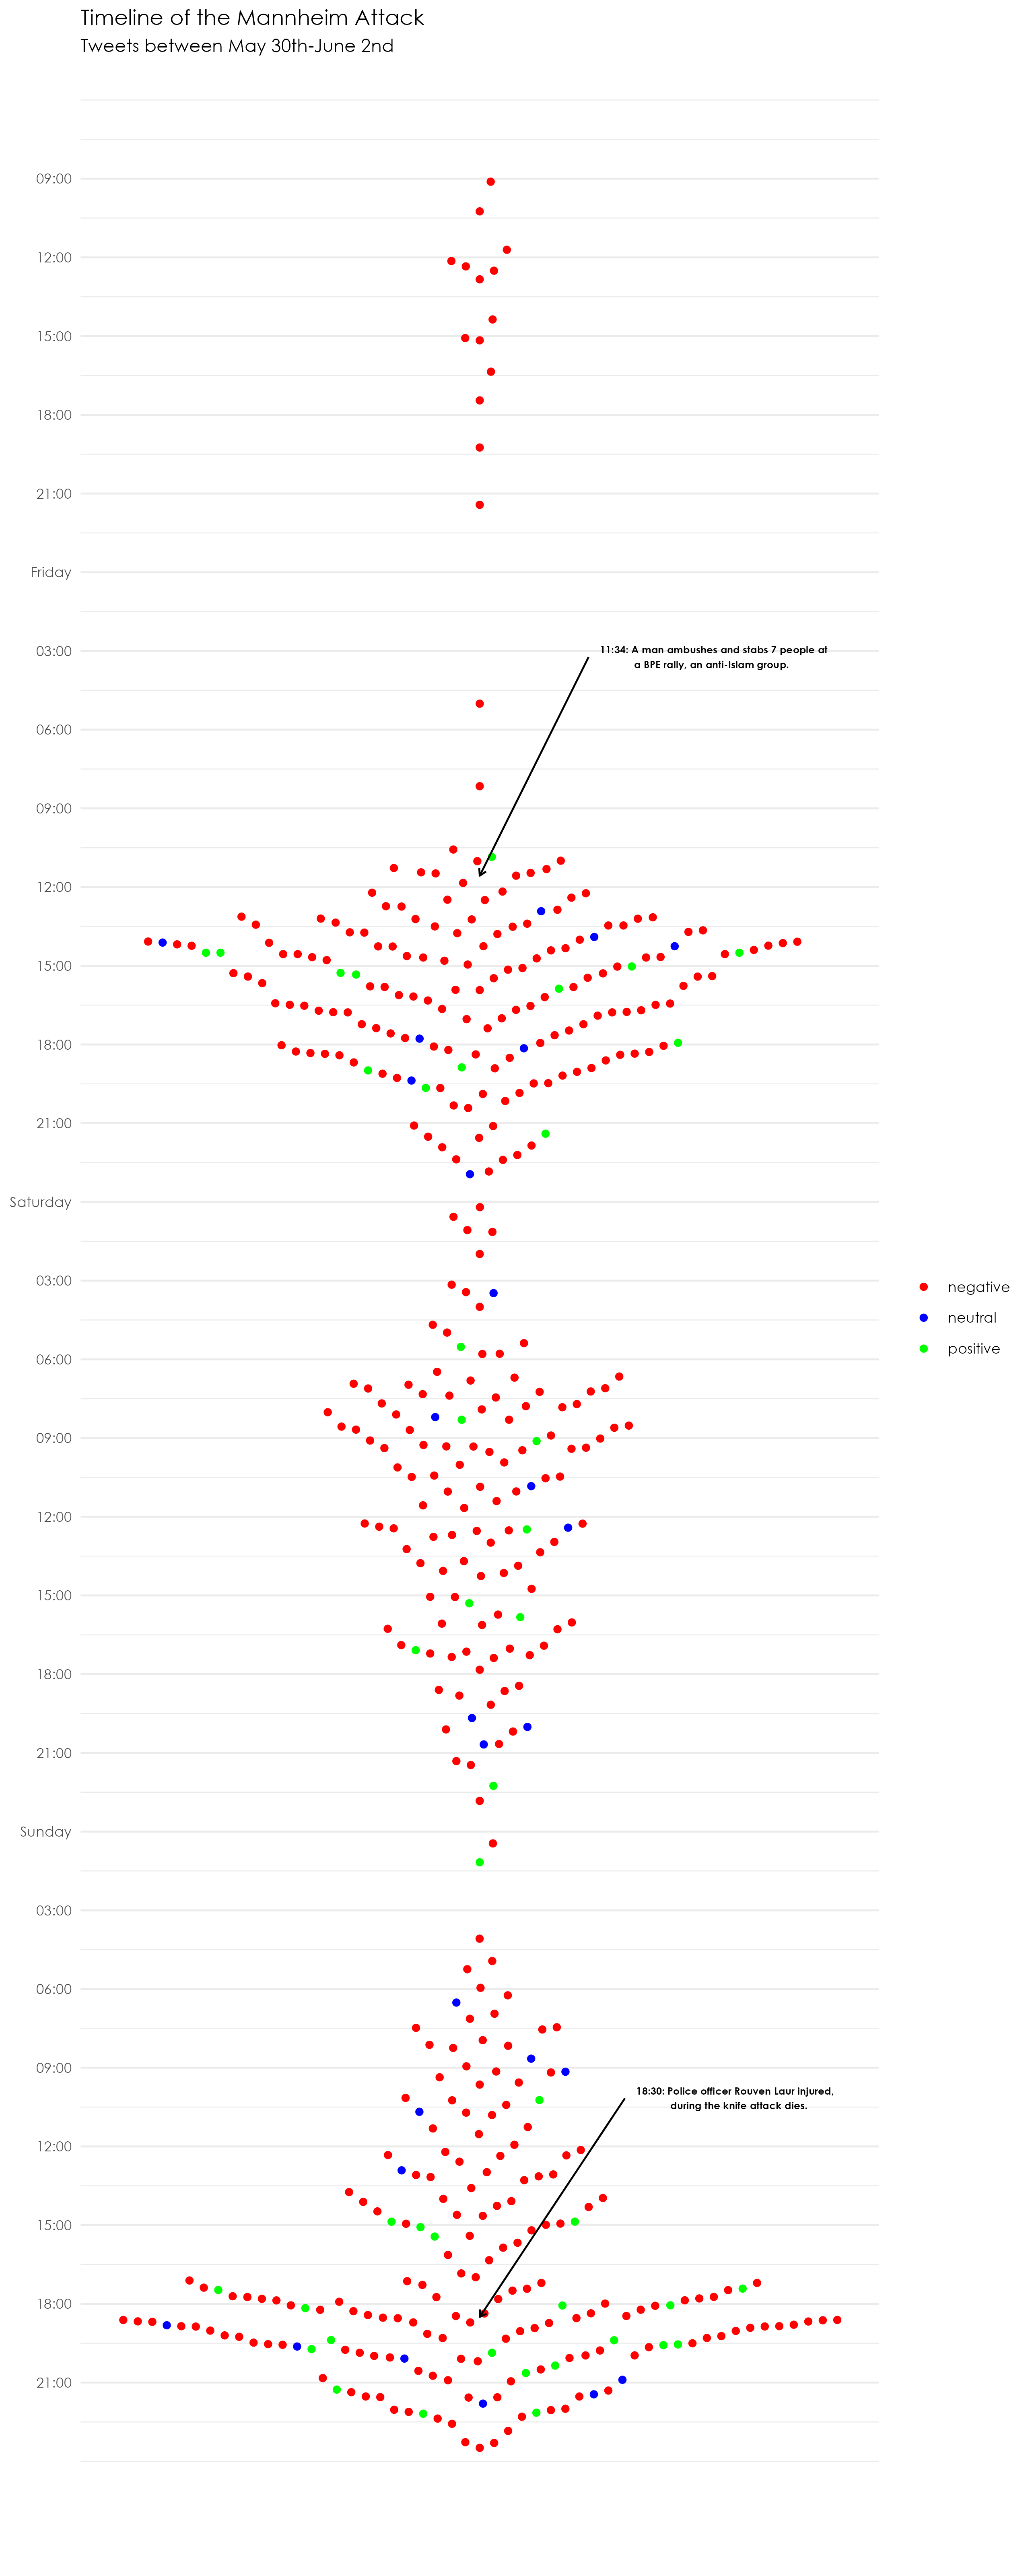 Timeline of the Mannheim Attack
Tweets between May 30th-June 2nd
09:00
12:00
15:00
18:00
21:00
Friday
03:00
11:34: A man ambushes and stabs 7 people at
a BPE rally, an anti-Islam group.
06:00
09:00
12:00
15:00
18:00
21:00
Saturday
03:00
negative
neutral
positive
06:00
09:00
12:00
15:00
18:00
21:00
Sunday
03:00
06:00
09:00
18:30: Police officer Rouven Laur injured,
during the knife attack dies.
12:00
15:00
18:00
21:00